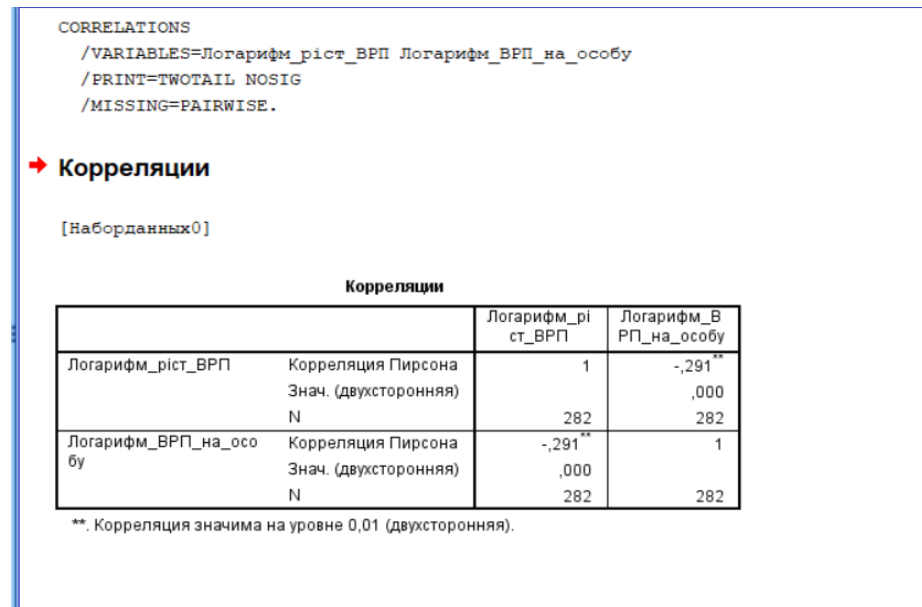 CORRELATIONS
/VARIABLES=Логарифм_ріст_ВРП Логарифм_ВРП_на_особу
/PRINT=TWOTAIL NOSIG
/MISSING=PAIRWISE.
Корреляции
[Наборданных0]
Корреляции
Логарифм_рі Логарифм_В
ст_ВРП РП_на_особу
Логарифм_ріст_ВРП Корреляция Пирсона 1 -,291**
Знач. (двухсторонняя) ,000
N 282 282
Логарифм_ВРП_на_осо Корреляция Пирсона -,291** 1
бу Знач. (двухсторонняя) ,000
N 282 282
**. Корреляция значима на уровне 0,01 (двухсторонняя).